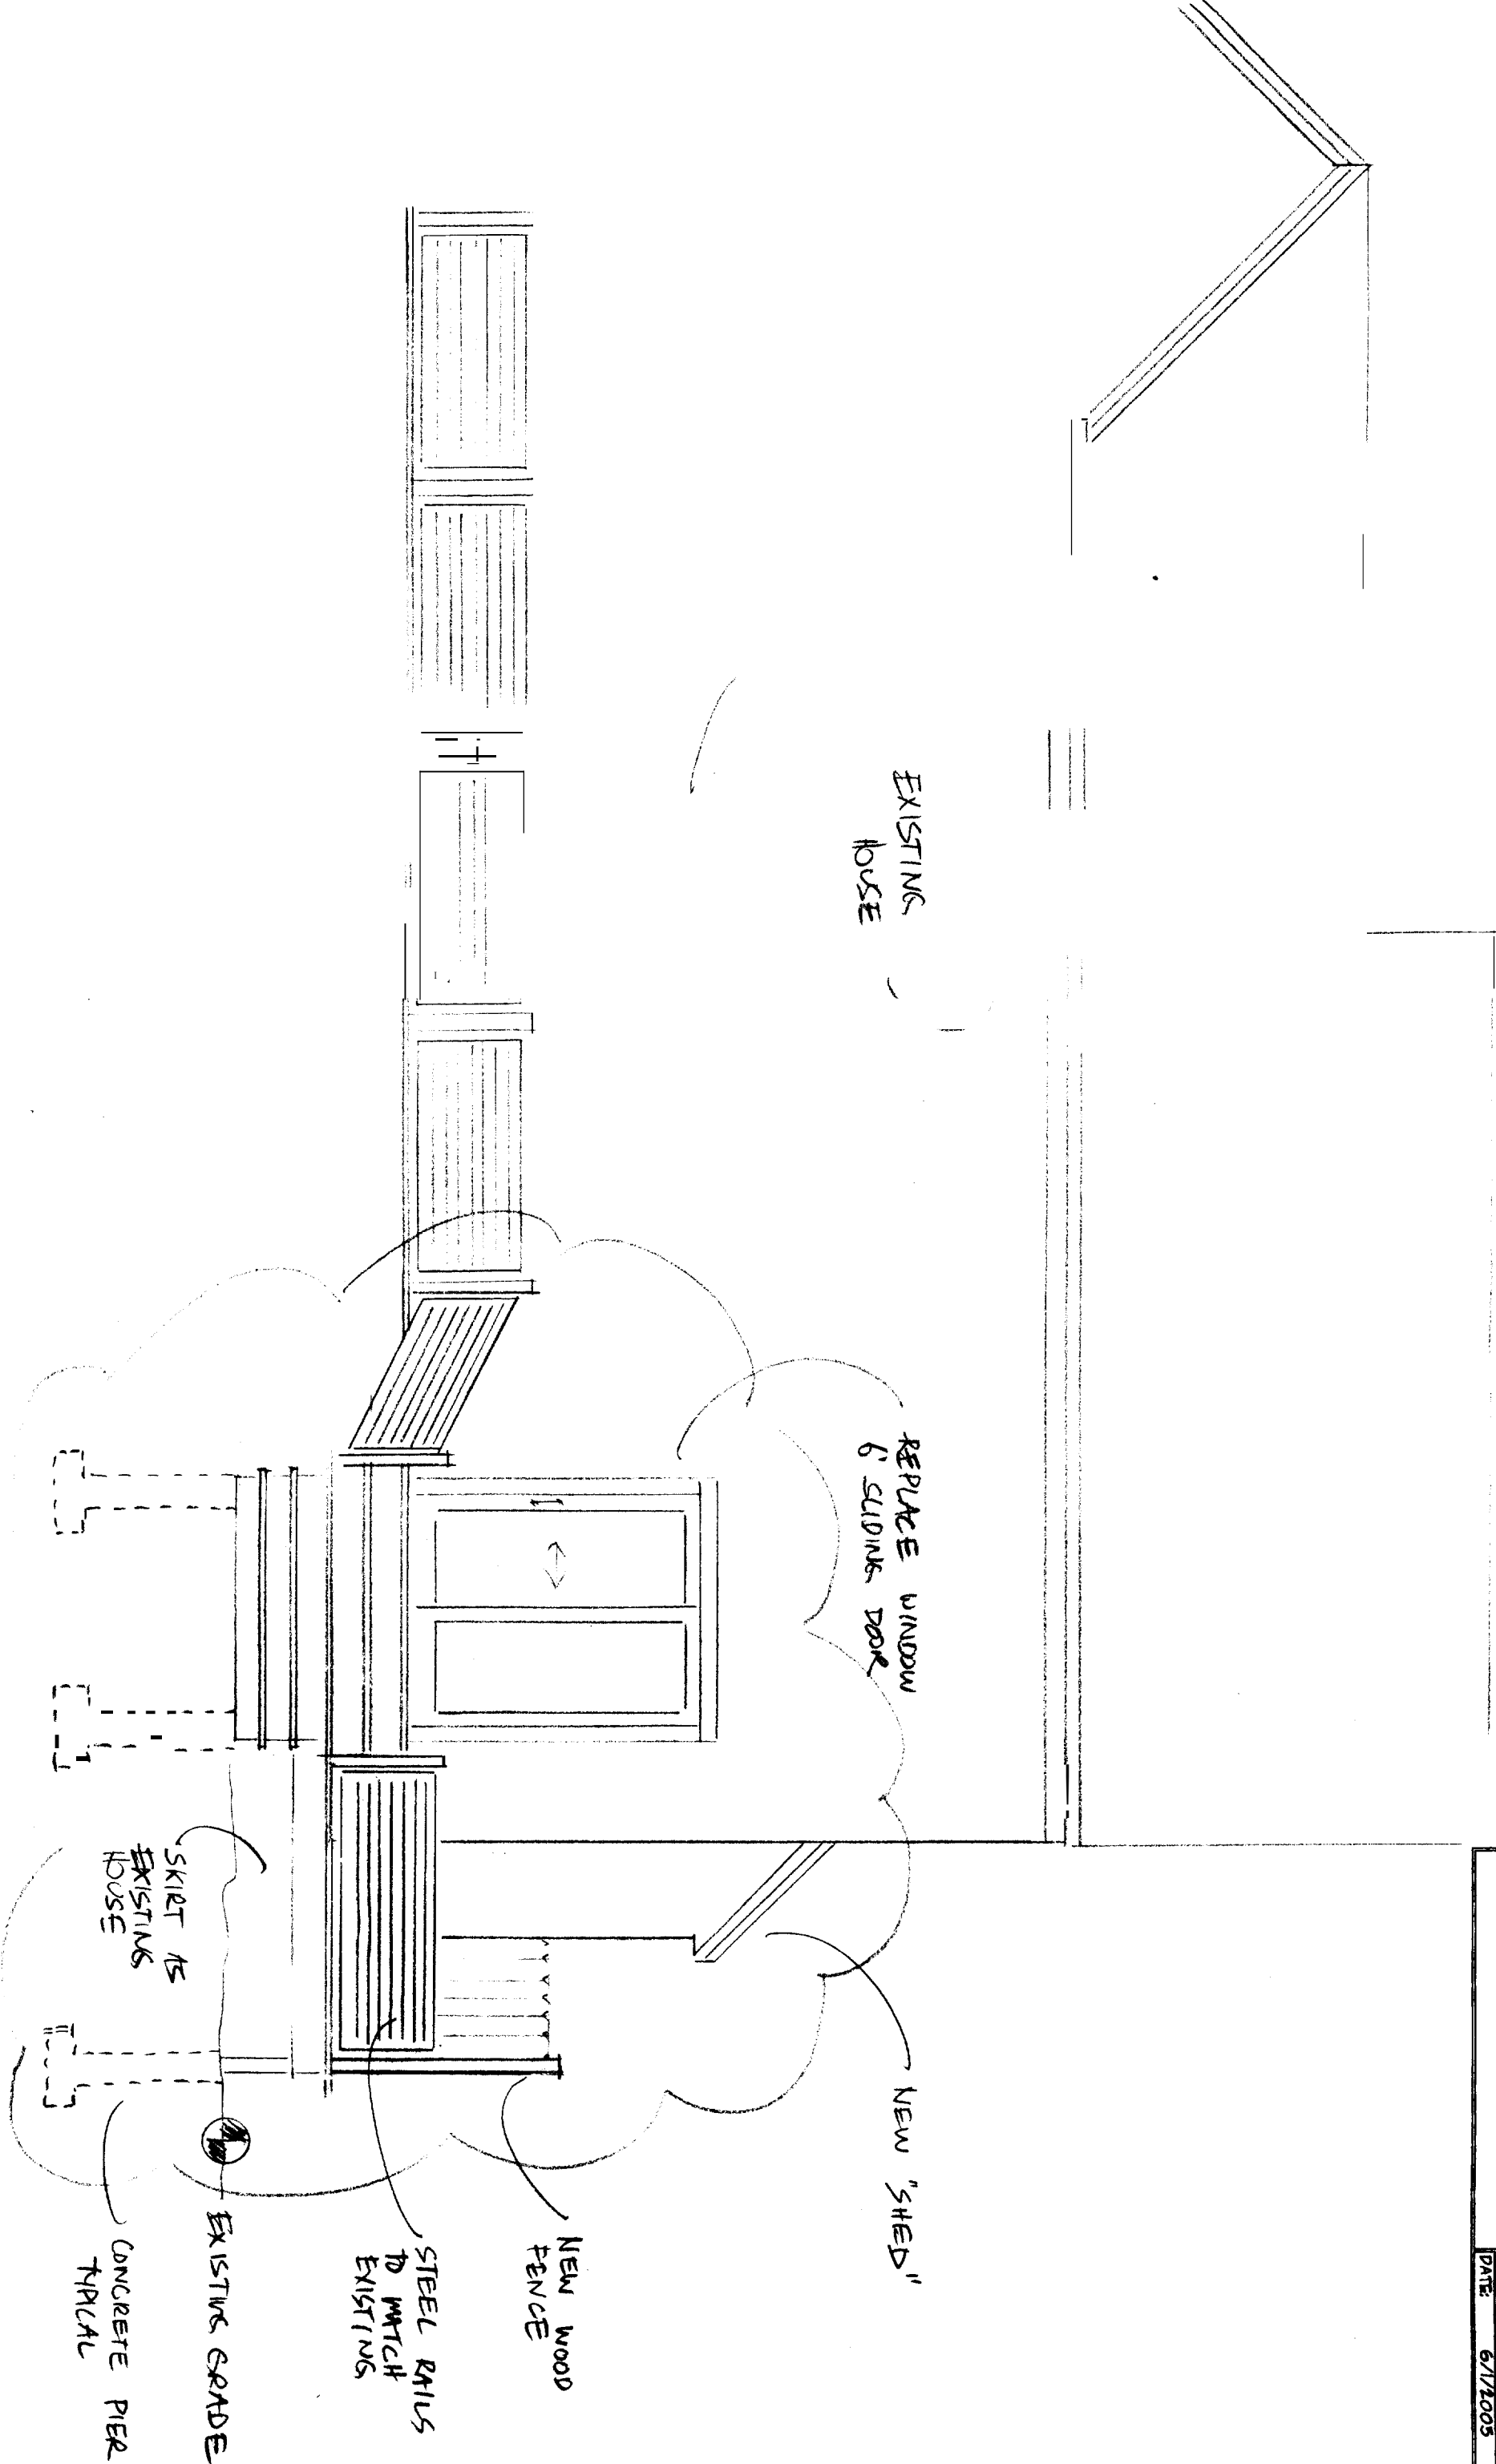 EXISTING
HOUSE
REPLACE WINDOW
6' SLIDING DOOR
NEW "SHED"
NEW WOOD
FENCE
STEEL RAILS
TO MATCH
EXISTING
SKIRT AS
EXISTING
HOUSE
EXISTING GRADE
CONCRETE PIER
TYPICAL
DATE 6/1/2005